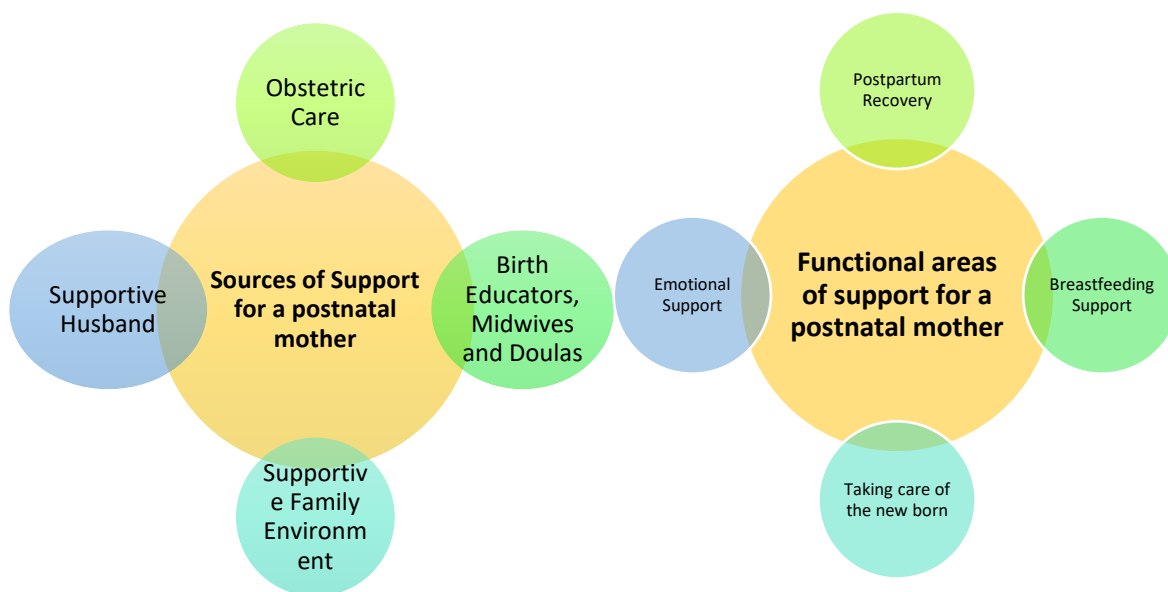 Obstetric
Care
Supportive
Husband
Sources of Support
for a postnatal
mother
Birth
Educators,
Midwives
and Doulas
Supportiv
e Family
Environm
ent
Postpartum
Recovery
Emotional
Support
Functional areas
of support for a
postnatal mother
Breastfeeding
Support
Taking care of
the new born